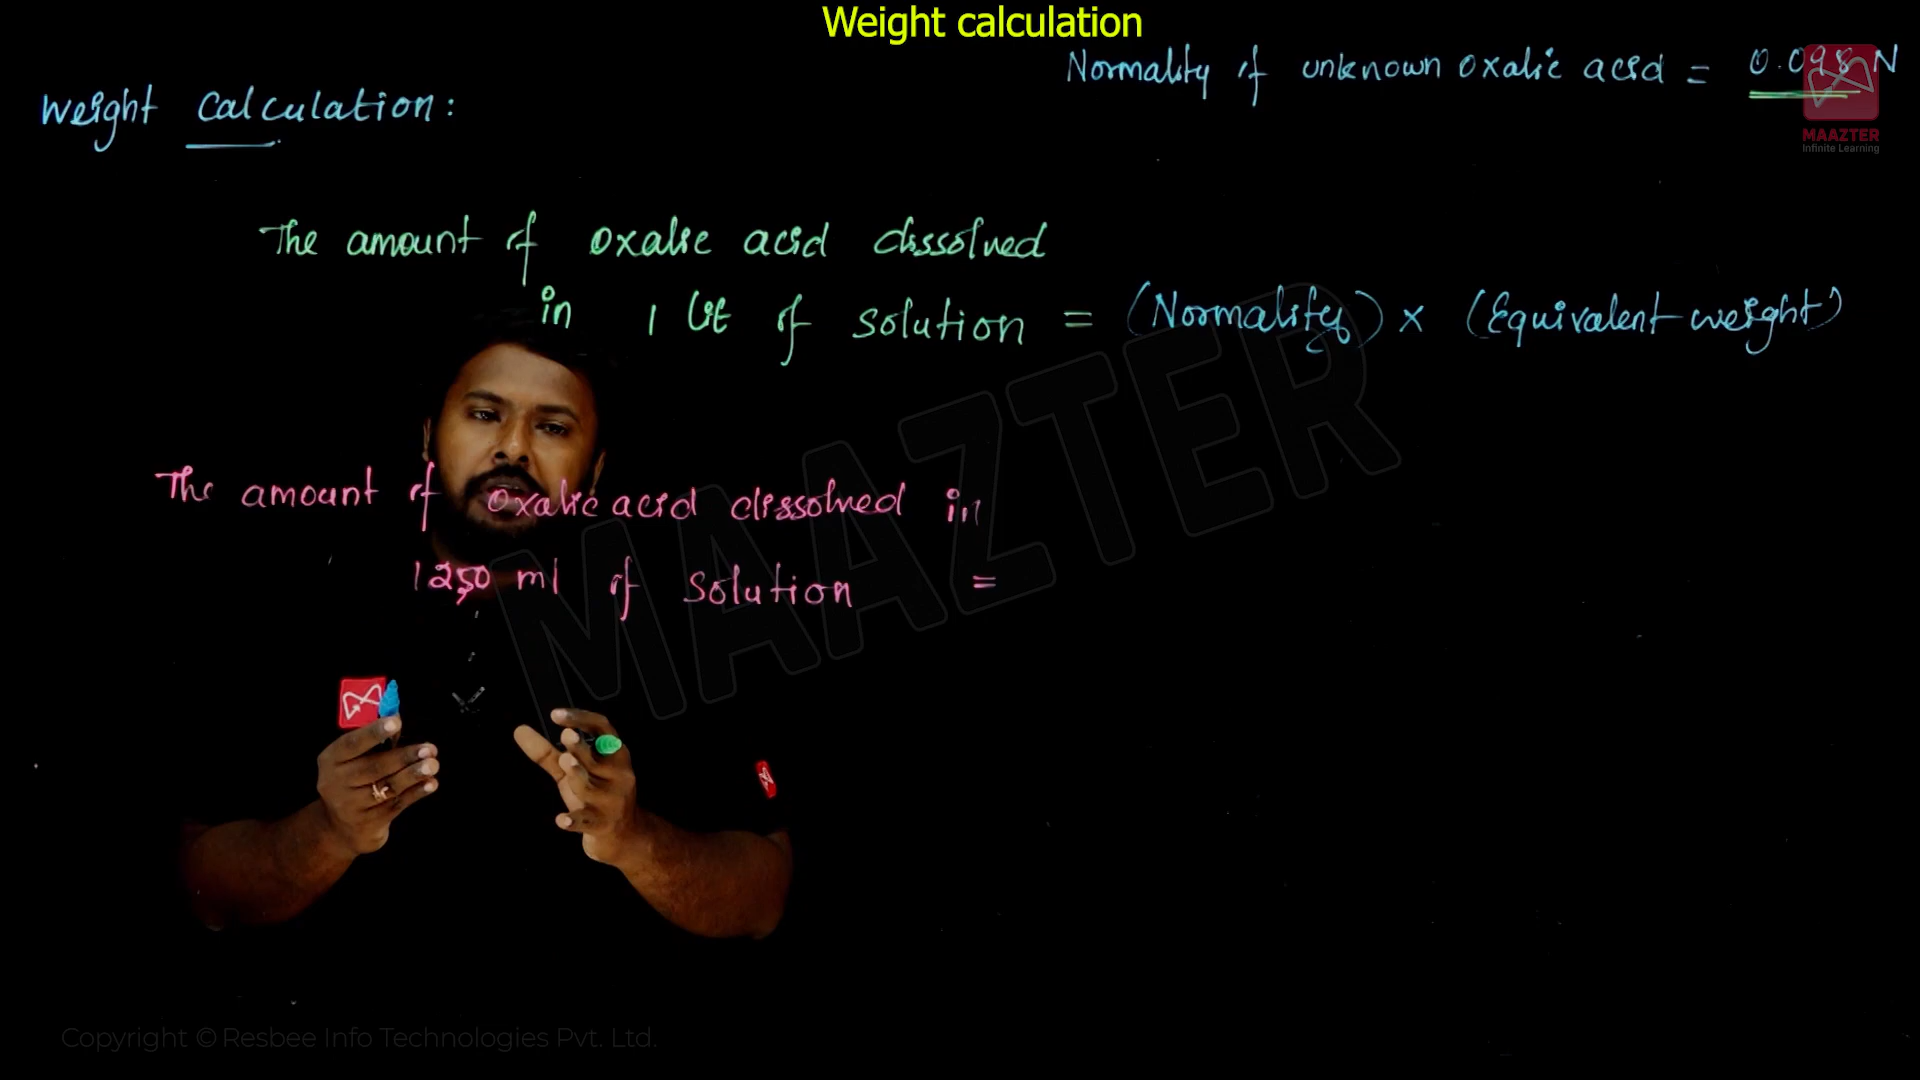 Weight calculation
Normality of unknown oxalic acid = 0.098 N
Weight Calculation:
MAAZTER
Infinite Learning
The amount of oxalic acid dissolved
in 1 lit of solution = (Normality) × (Equivalent weight)
MAAZTER
The amount of oxalic acid dissolved in
1250 ml of solution =
Copyright © Resbee Info Technologies Pvt. Ltd.